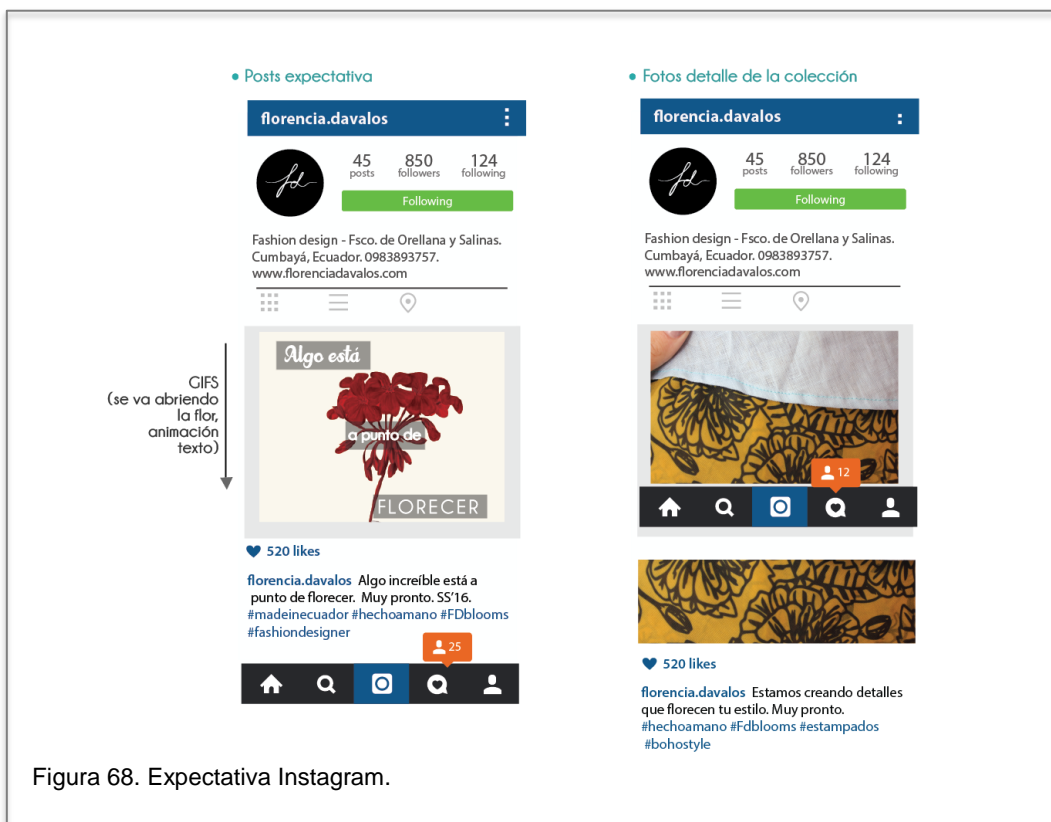 • Posts expectativa
florencia.davalos
fd
45 850 124
posts followers following
Following
Fashion design - Fsco. de Orellana y Salinas.
Cumbayá, Ecuador. 0983893757.
www.florenciadavalos.com
GIFS
(se va abriendo
la flor,
animación
texto)
Algo está
a punto de
FLORECER
520 likes
florencia.davalos Algo increíble está a
punto de florecer. Muy pronto. SS'16.
#madeinecuador #hechoamano #FDblooms
#fashiondesigner
25
• Fotos detalle de la colección
florencia.davalos
fd
45 850 124
posts followers following
Following
Fashion design - Fsco. de Orellana y Salinas.
Cumbayá, Ecuador. 0983893757.
www.florenciadavalos.com
12
520 likes
florencia.davalos Estamos creando detalles
que florecen tu estilo. Muy pronto.
#hechoamano #Fdblooms #estampados
#bohostyle
Figura 68. Expectativa Instagram.